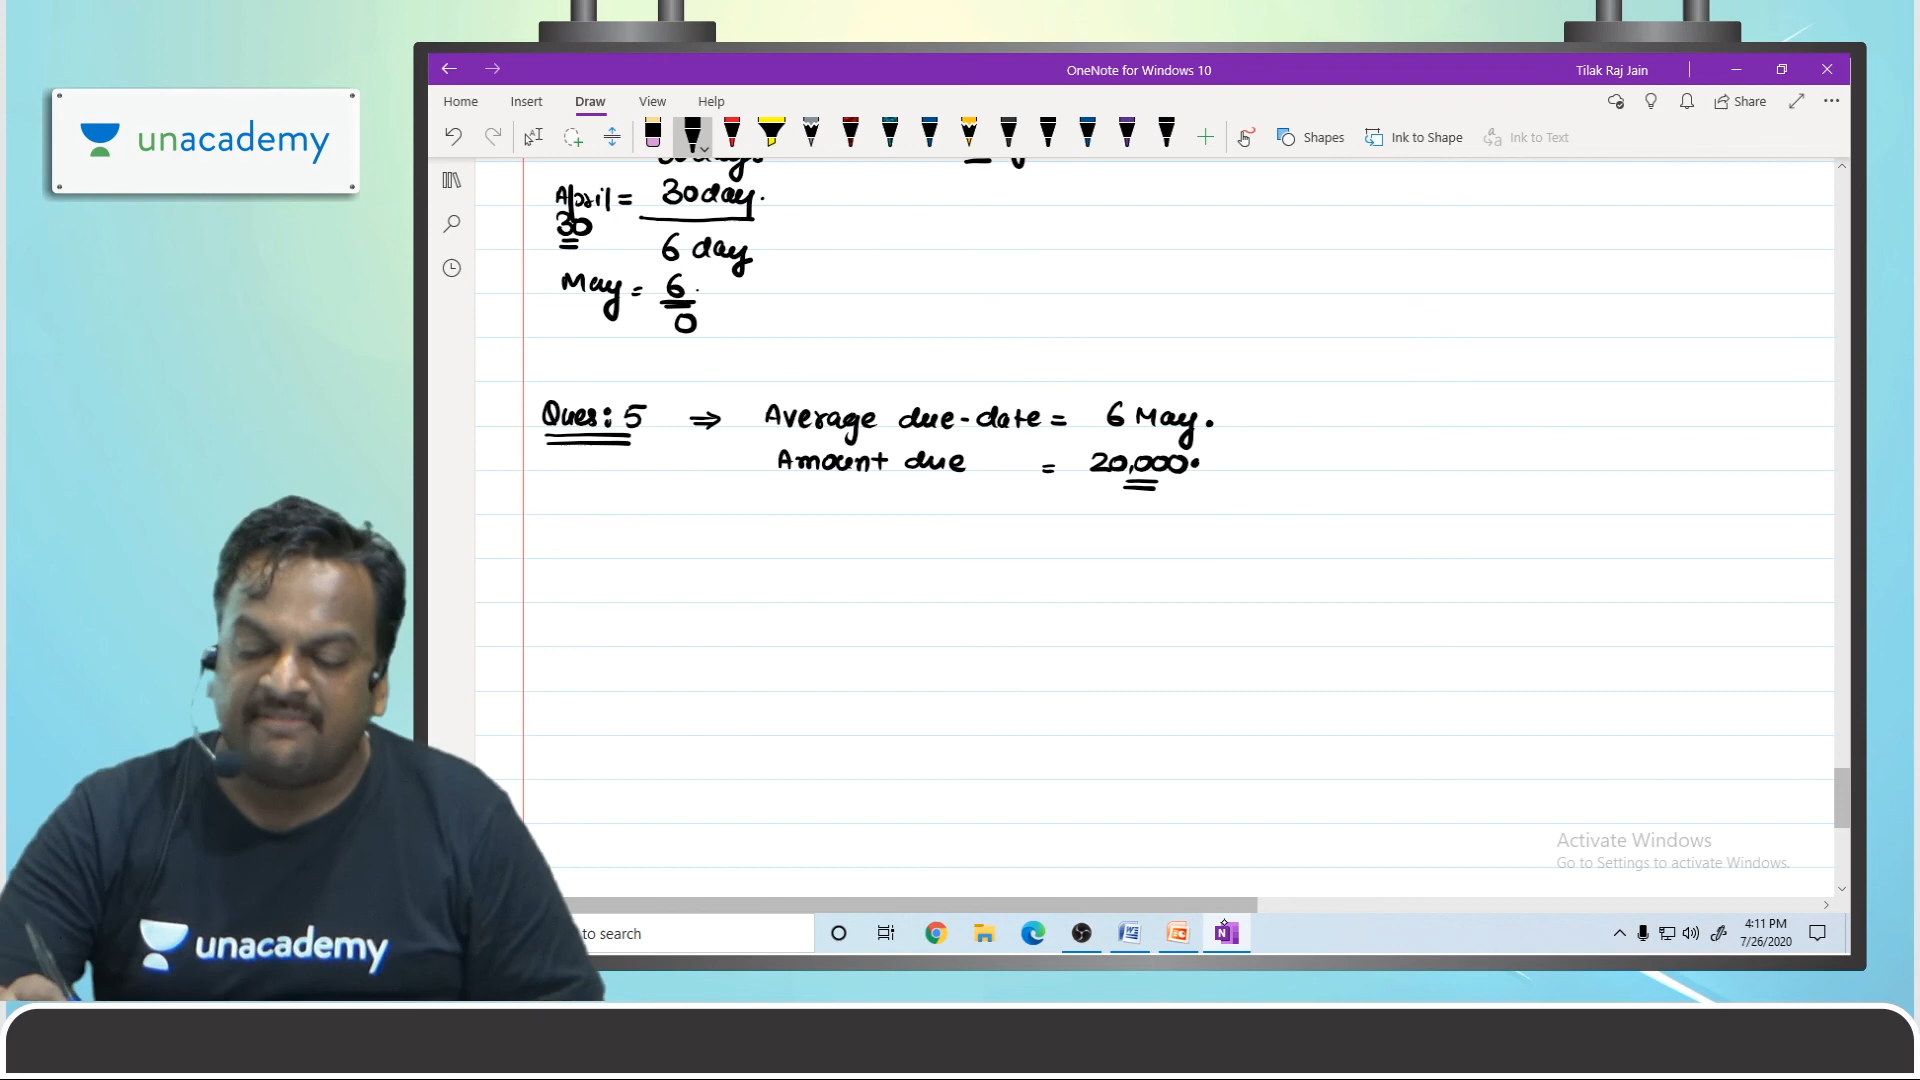 unacademy
OneNote for Windows 10
Tilak Raj Jain
Home Insert Draw View Help
Share
Shapes
Ink to Shape
Ink to Text
April = 30 day.
30
6 day
May = 6
0
Ques: 5 ⇒ Average due-date = 6 May.
Amount due = 20,000.
Activate Windows
Go to Settings to activate Windows.
to search
4:11 PM
7/26/2020
unacademy